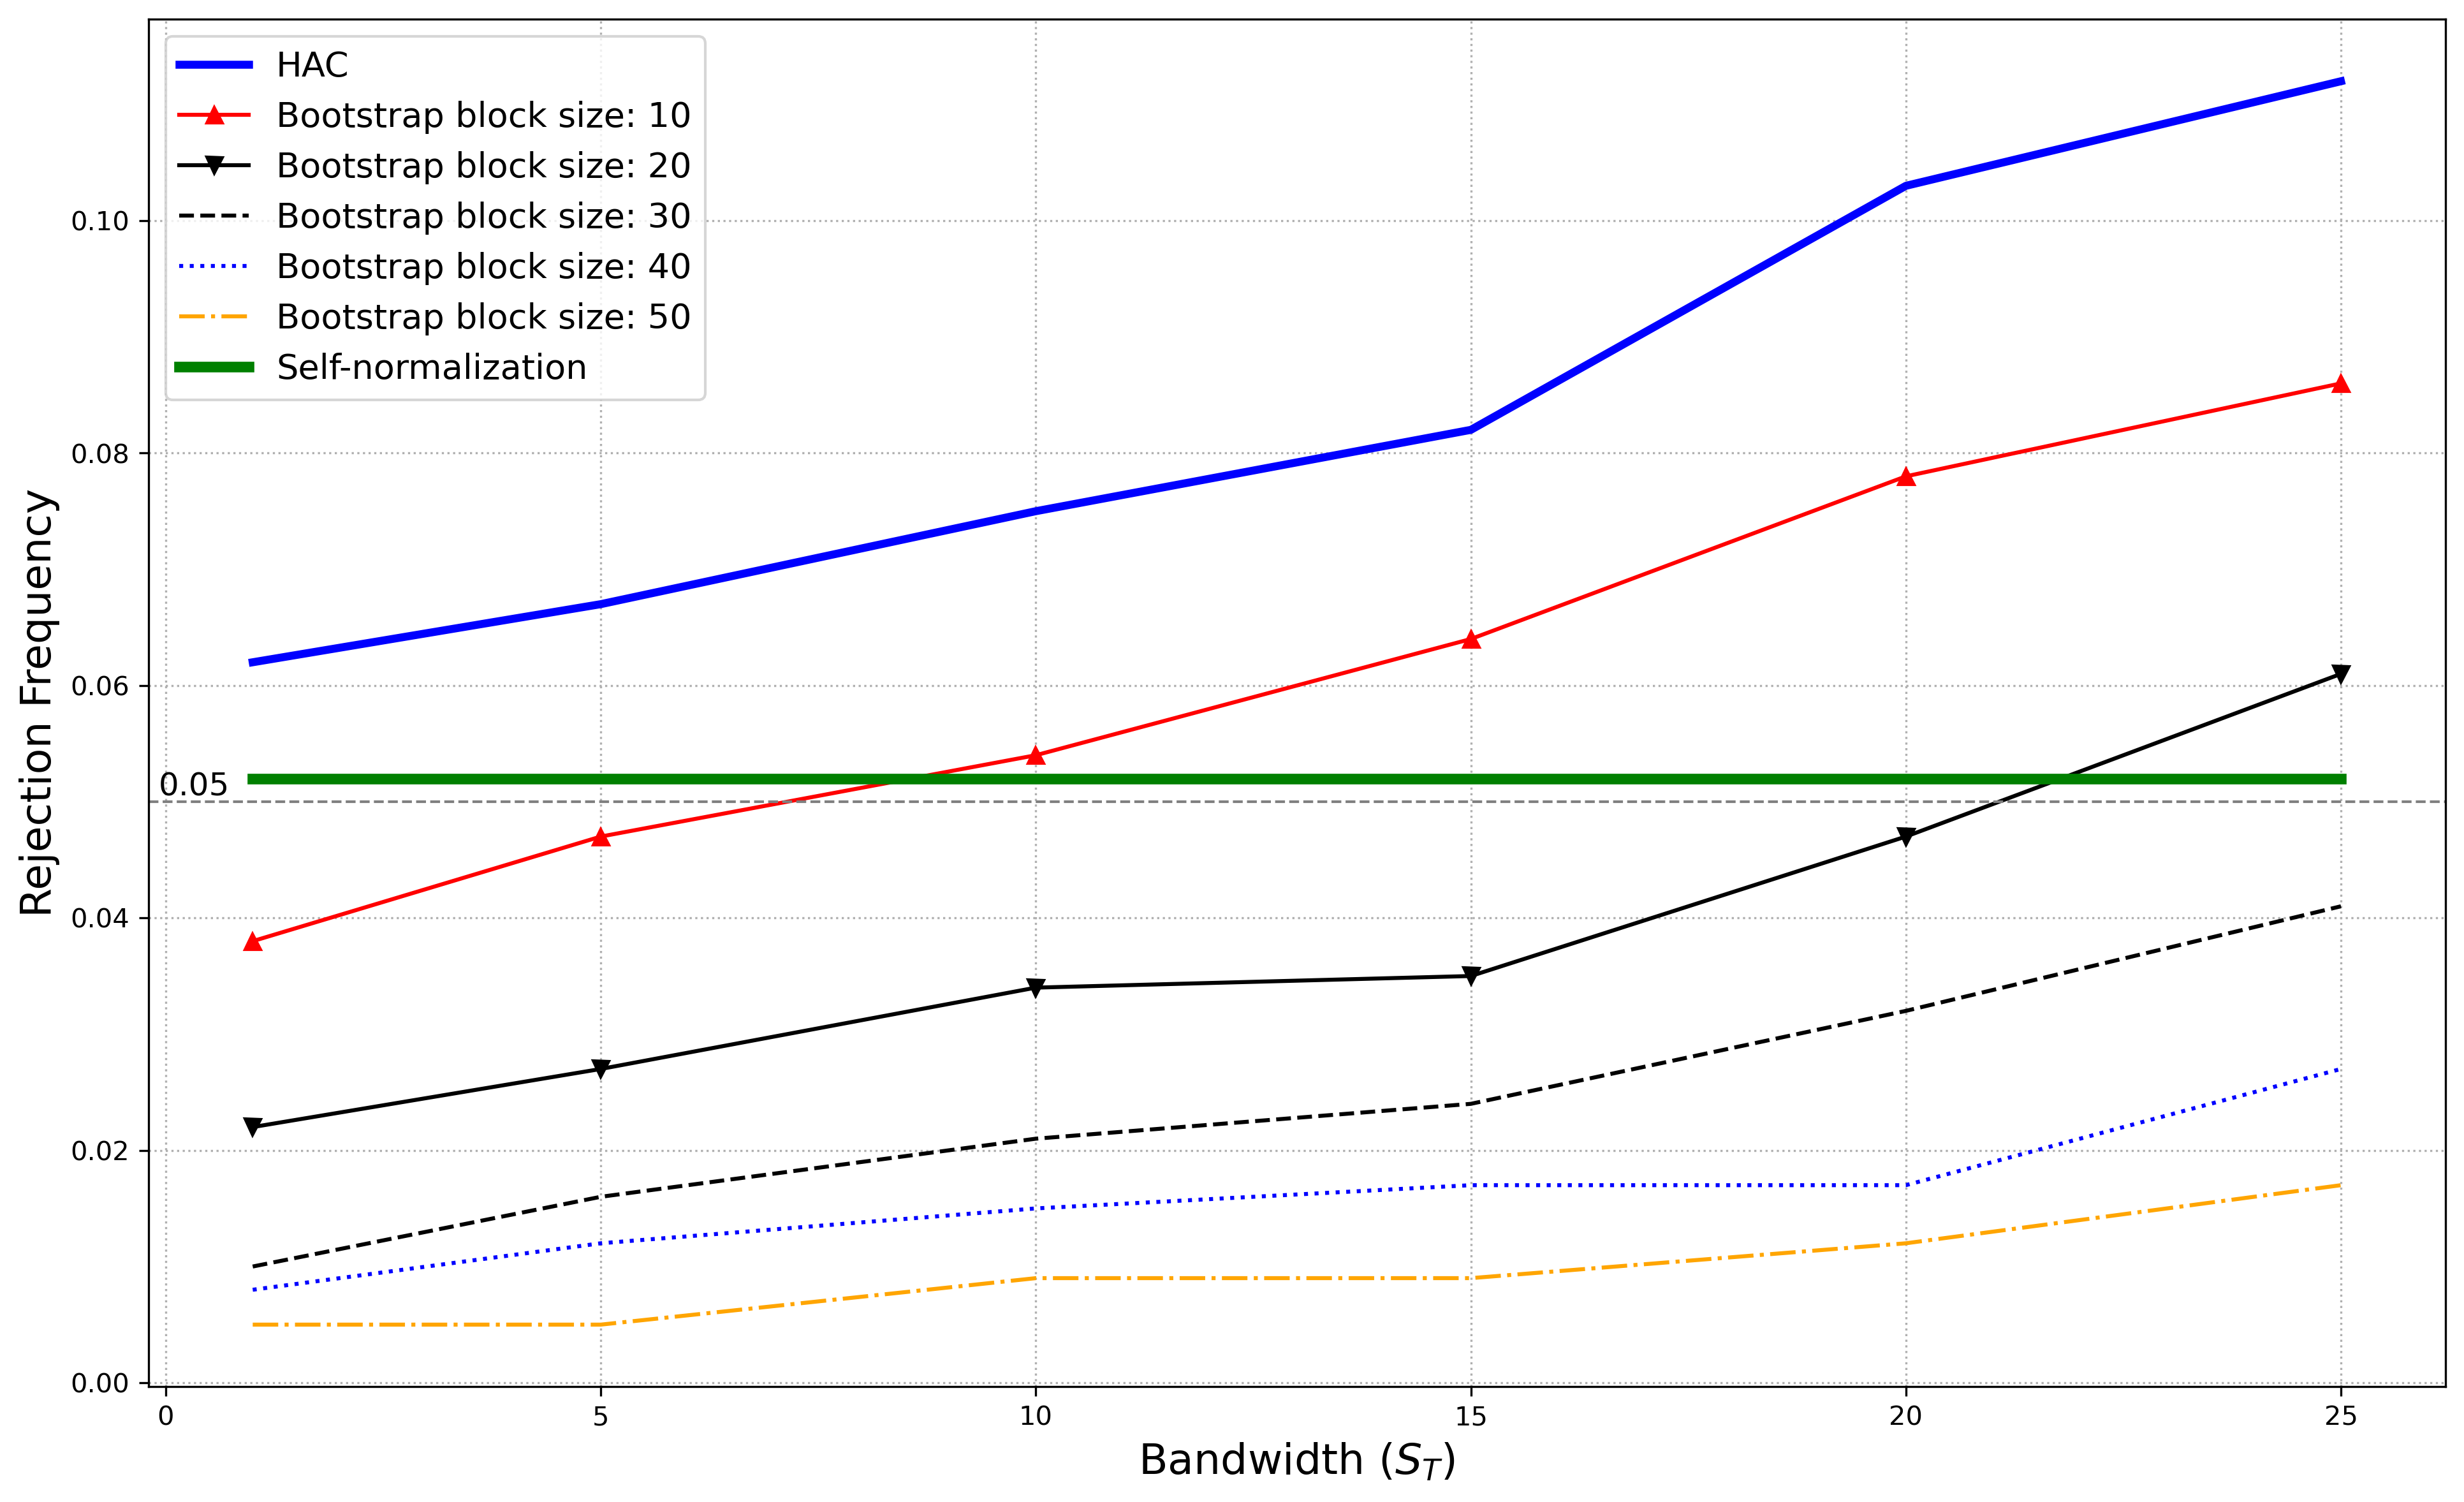 HAC
Bootstrap block size: 10
Bootstrap block size: 20
Bootstrap block size: 30
Bootstrap block size: 40
Bootstrap block size: 50
Self-normalization
0.10
0.08
0.06
0.05
0.04
0.02
0.00
Rejection Frequency
0 5 10 15 20 25
Bandwidth ($S_T$)